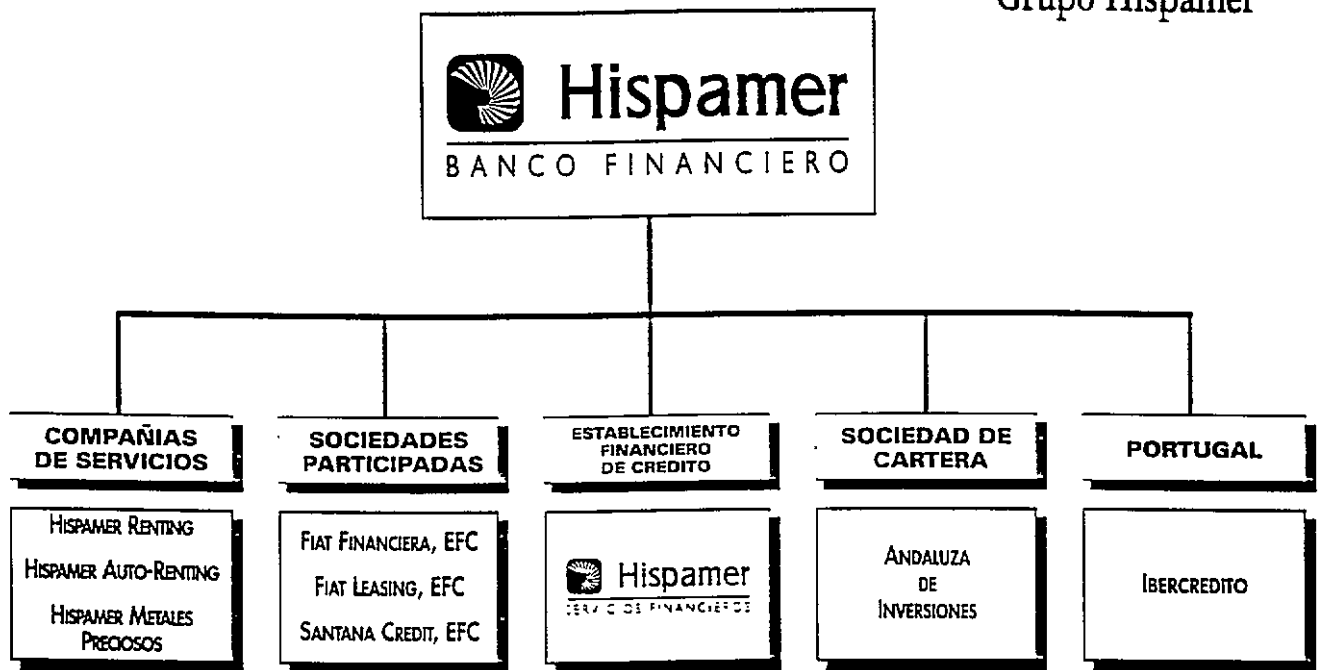 Grupo Hispamer
Hispamer
BANCO FINANCIERO
COMPAÑIAS
DE SERVICIOS
HISPAMER RENTING
HISPAMER AUTO-RENTING
HISPAMER METALES
PRECIOSOS
SOCIEDADES
PARTICIPADAS
FIAT FINANCIERA, EFC
FIAT LEASING, EFC
SANTANA CREDIT, EFC
ESTABLECIMIENTO
FINANCIERO
DE CREDITO
Hispamer
SERVICIOS FINANCIEROS
SOCIEDAD DE
CARTERA
ANDALUZA
DE
INVERSIONES
PORTUGAL
IBERCREDITO